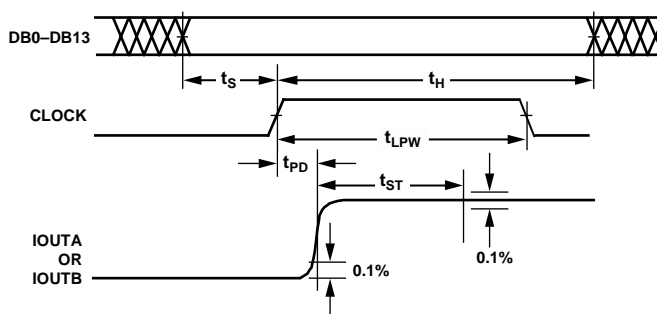 DB0–DB13
tS
tH
CLOCK
tLPW
tPD
tST
IOUTA
OR
IOUTB
0.1%
0.1%